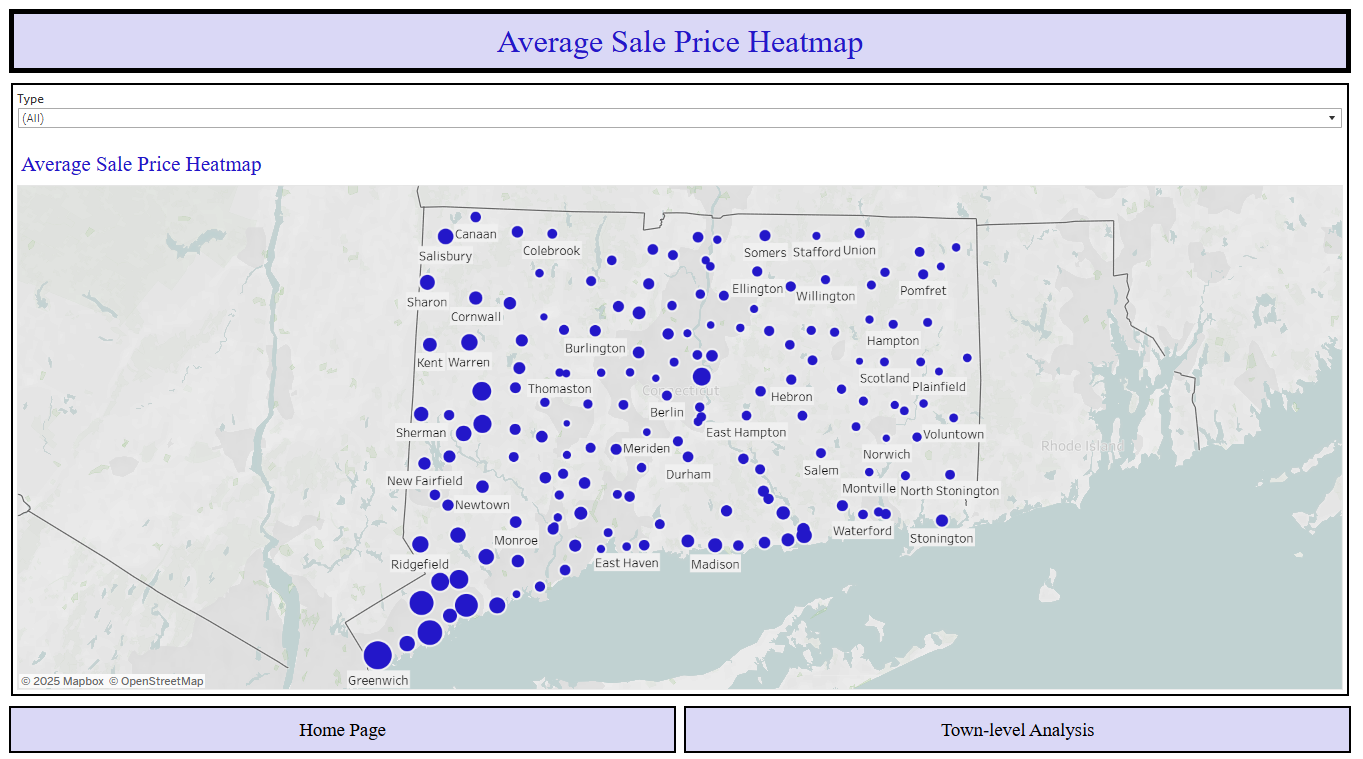 Average Sale Price Heatmap
Type
(All)
Average Sale Price Heatmap
Canaan
Salisbury
Colebrook
Somers
Stafford
Union
Sharon
Cornwall
Ellington
Willington
Pomfret
Kent
Warren
Burlington
Hampton
Thomaston
Connecticut
Hebron
Scotland
Plainfield
Berlin
Sherman
East Hampton
Voluntown
Meriden
Rhode Island
Norwich
New Fairfield
Durham
Salem
Montville
North Stonington
Newtown
Monroe
Waterford
Stonington
Ridgefield
East Haven
Madison
Greenwich
© 2025 Mapbox © OpenStreetMap
Home Page
Town-level Analysis